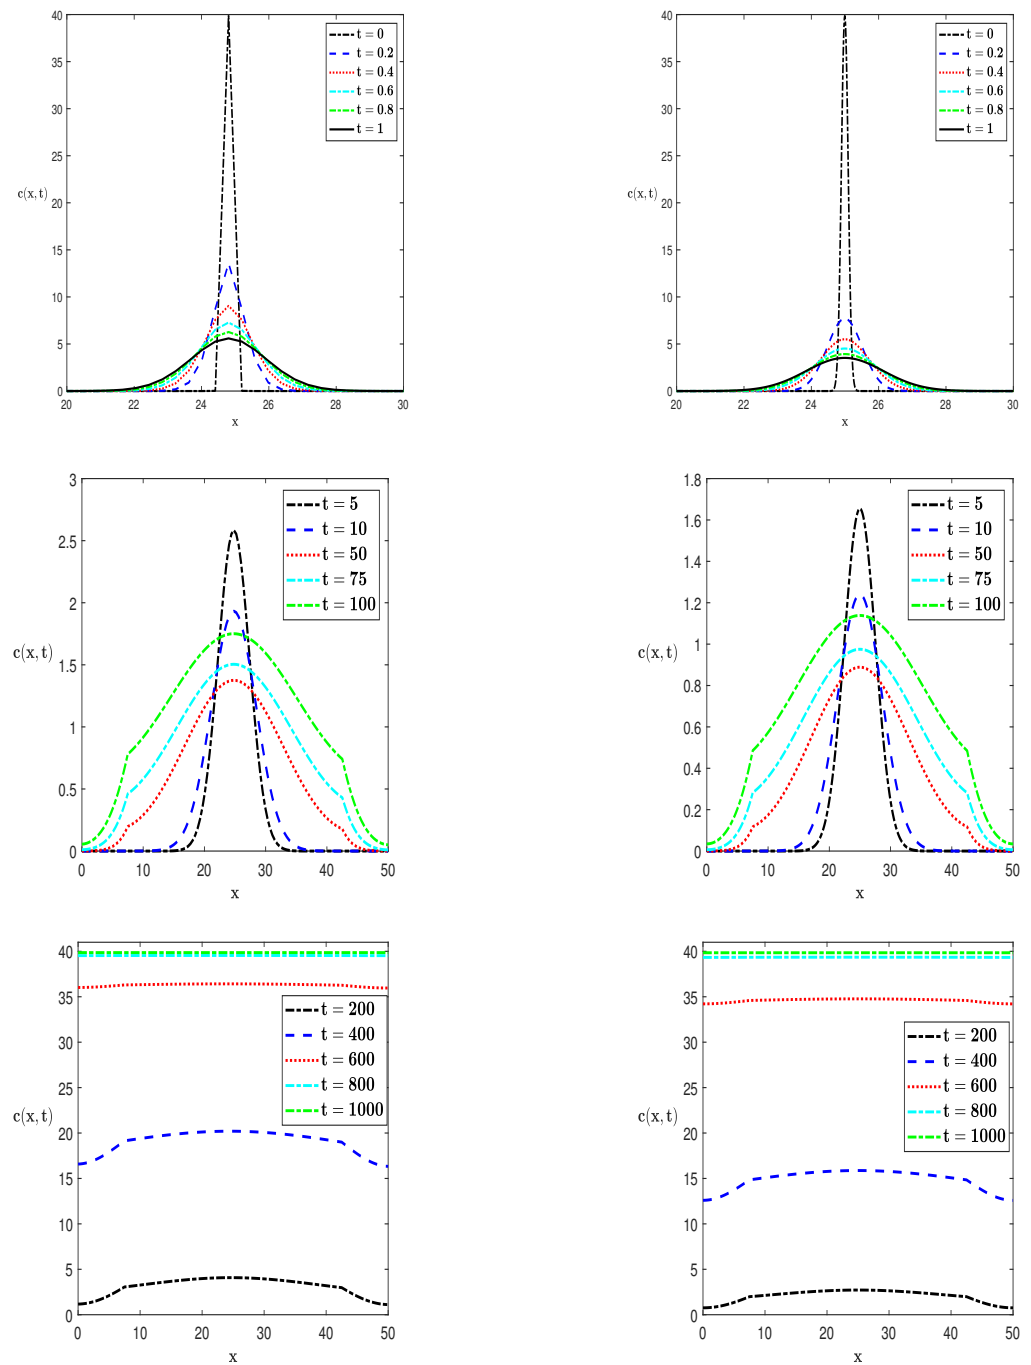 40
35
30
25
20
15
10
5
0
c(x, t)
t = 0
t = 0.2
t = 0.4
t = 0.6
t = 0.8
t = 1
20 22 24 26 28 30
x
40
35
30
25
20
15
10
5
0
c(x, t)
t = 0
t = 0.2
t = 0.4
t = 0.6
t = 0.8
t = 1
20 22 24 26 28 30
x
3
2.5
2
1.5
1
0.5
0
c(x, t)
t = 5
t = 10
t = 50
t = 75
t = 100
0 10 20 30 40 50
x
1.8
1.6
1.4
1.2
1
0.8
0.6
0.4
0.2
0
c(x, t)
t = 5
t = 10
t = 50
t = 75
t = 100
0 10 20 30 40 50
x
40
35
30
25
20
15
10
5
0
c(x, t)
t = 200
t = 400
t = 600
t = 800
t = 1000
0 10 20 30 40 50
x
40
35
30
25
20
15
10
5
0
c(x, t)
t = 200
t = 400
t = 600
t = 800
t = 1000
0 10 20 30 40 50
x